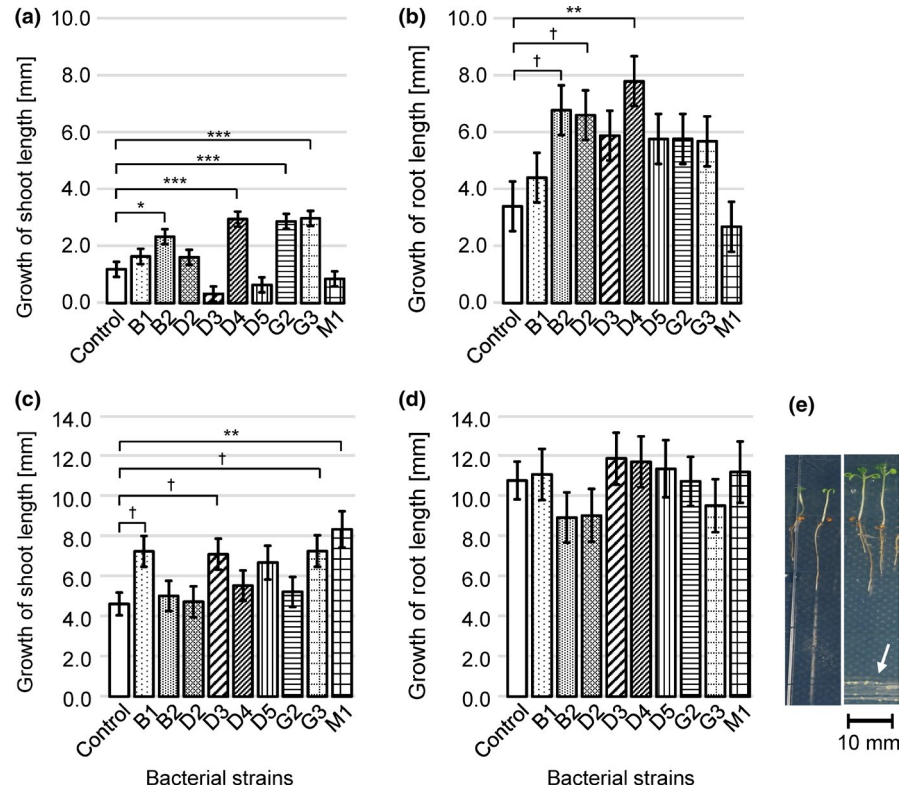 (a)
Growth of shoot length [mm]
10.0
8.0
6.0
4.0
2.0
0.0
***
***
***
*
Control B1 B2 D2 D3 D4 D5 G2 G3 M1
(b)
Growth of root length [mm]
10.0
8.0
6.0
4.0
2.0
0.0
**
†
†
Control B1 B2 D2 D3 D4 D5 G2 G3 M1
(c)
Growth of shoot length [mm]
14.0
12.0
10.0
8.0
6.0
4.0
2.0
0.0
**
†
†
†
Control B1 B2 D2 D3 D4 D5 G2 G3 M1
Bacterial strains
(d)
Growth of root length [mm]
14.0
12.0
10.0
8.0
6.0
4.0
2.0
0.0
Control B1 B2 D2 D3 D4 D5 G2 G3 M1
Bacterial strains
(e)
10 mm